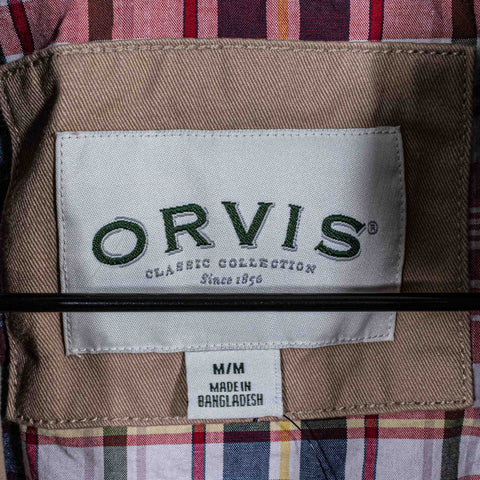 ORVIS®
CLASSIC COLLECTION
Since 1856
M/M
MADE IN
BANGLADESH